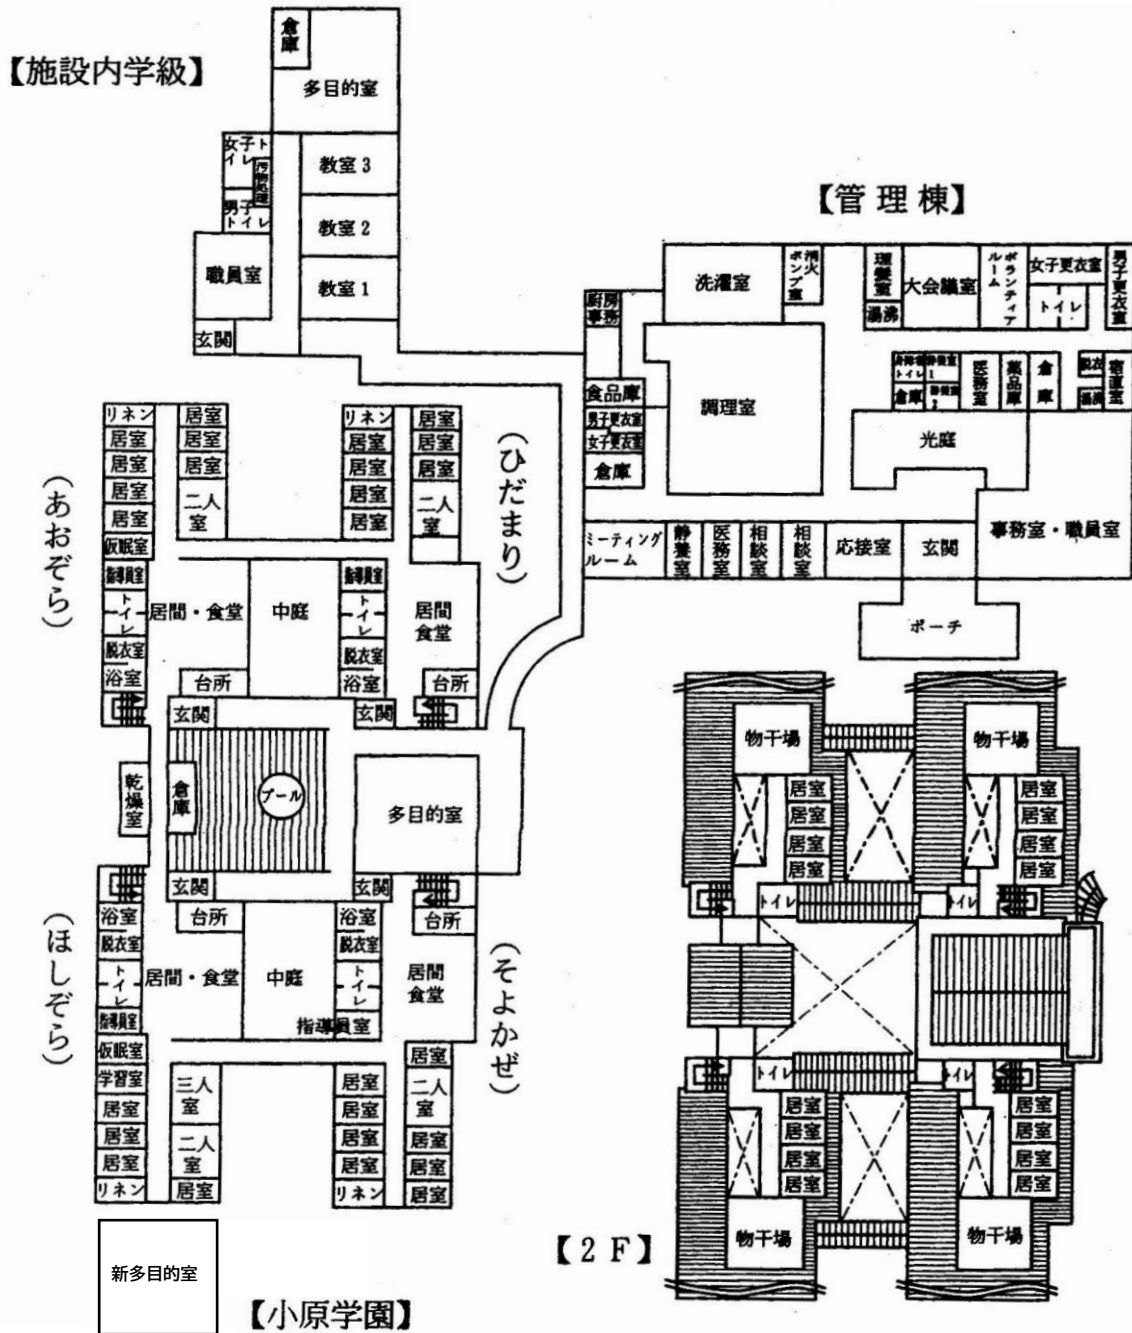 【施設内学級】
倉庫
多目的室
女子トイレ
汚物処理
男子トイレ
教室 3
教室 2
教室 1
職員室
玄関
【管 理 棟】
洗濯室
消火ポンプ室
理養室
湯沸
大会議室
ボランティアルーム
女子更衣室
トイレ
男子更衣室
厨房事務
食品庫
男子更衣室
女子更衣室
倉庫
調理室
トイレ
倉庫
医務室
薬品庫
倉庫
脱衣
湯沸
宿直室
光庭
事務室・職員室
ミーティングルーム
静養室
医務室
相談室
相談室
応接室
玄関
ポーチ
(あおぞら)
リネン
居室
居室
居室
居室
仮眠室
指導員室
トイレ
脱衣室
浴室
居室
居室
居室
二人室
居間・食堂
台所
玄関
中庭
(ひだまり)
リネン
居室
居室
居室
居室
指導員室
トイレ
脱衣室
浴室
玄関
居室
居室
居室
二人室
居間食堂
台所
乾燥室
倉庫
プール
多目的室
(ほしぞら)
玄関
浴室
脱衣室
トイレ
指導員室
仮眠室
学習室
居室
居室
居室
リネン
台所
居間・食堂
三人室
二人室
居室
中庭
(そよかぜ)
玄関
浴室
脱衣室
トイレ
指導員室
居室
居室
居室
居室
リネン
台所
居間食堂
居室
二人室
居室
居室
居室
新多目的室
【小原学園】
【2 F】
物干場
居室
居室
居室
居室
トイレ
物干場
居室
居室
居室
居室
トイレ
トイレ
居室
居室
居室
居室
物干場
トイレ
居室
居室
居室
居室
物干場